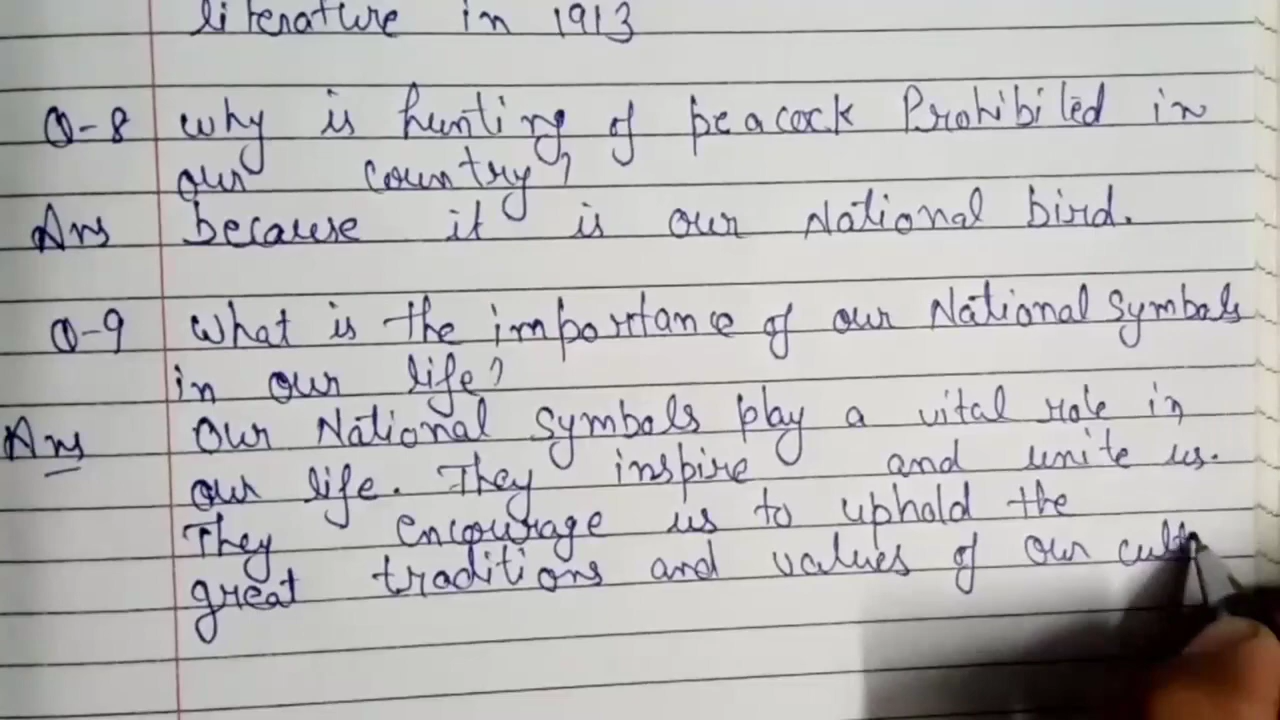 literature in 1913
Q-8 why is hunting of peacock Prohibited in
our country?
Ans because it is our National bird.
Q-9 What is the importance of our National Symbols
in our life?
Ans Our National Symbols play a vital role in
our life. They inspire and unite us.
They encourage us to uphold the
great traditions and values of our cult